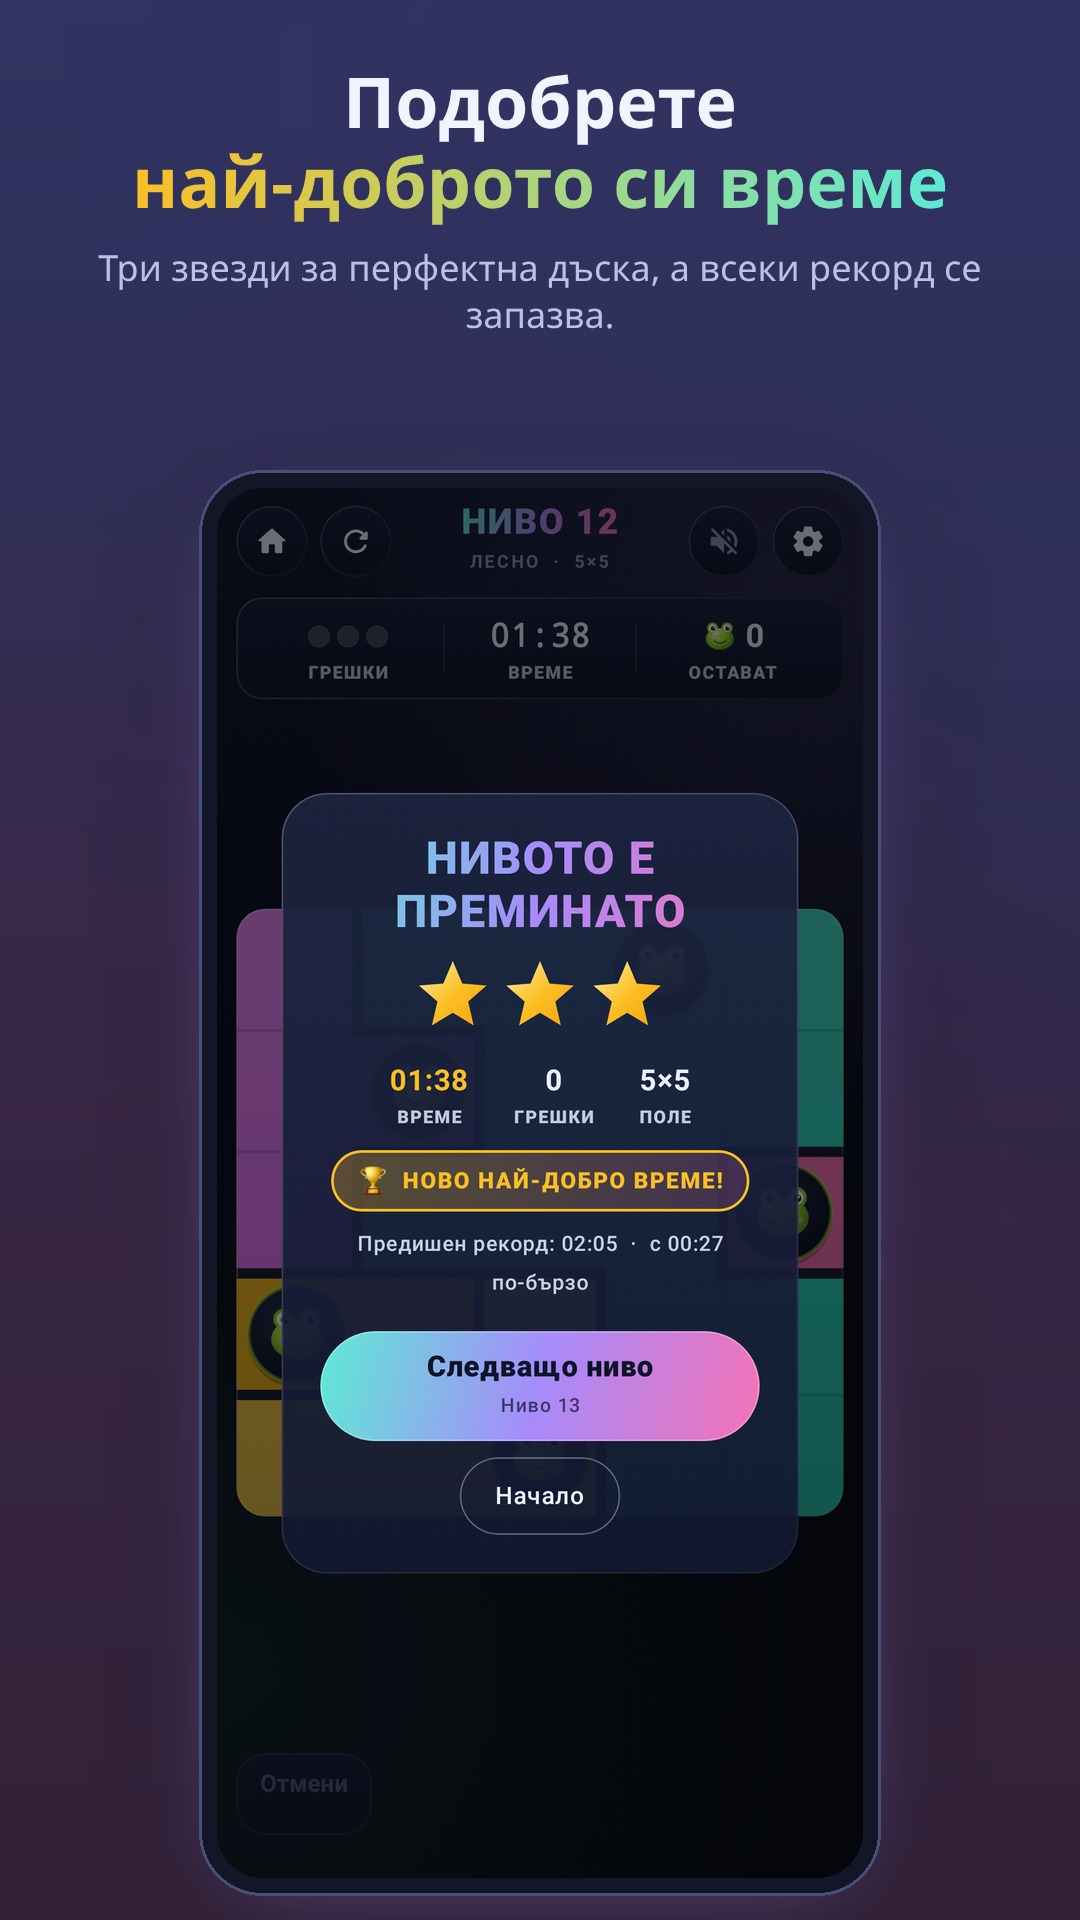 Подобрете
най-доброто си време
Три звезди за перфектна дъска, а всеки рекорд се
запазва.
НИВО 12
ЛЕСНО · 5×5
01:38
0
ГРЕШКИ
ВРЕМЕ
ОСТАВАТ
НИВОТО Е
ПРЕМИНАТО
01:38
0
5×5
ВРЕМЕ
ГРЕШКИ
ПОЛЕ
НОВО НАЙ-ДОБРО ВРЕМЕ!
Предишен рекорд: 02:05 · с 00:27
по-бързо
Следващо ниво
Ниво 13
Начало
Отмени